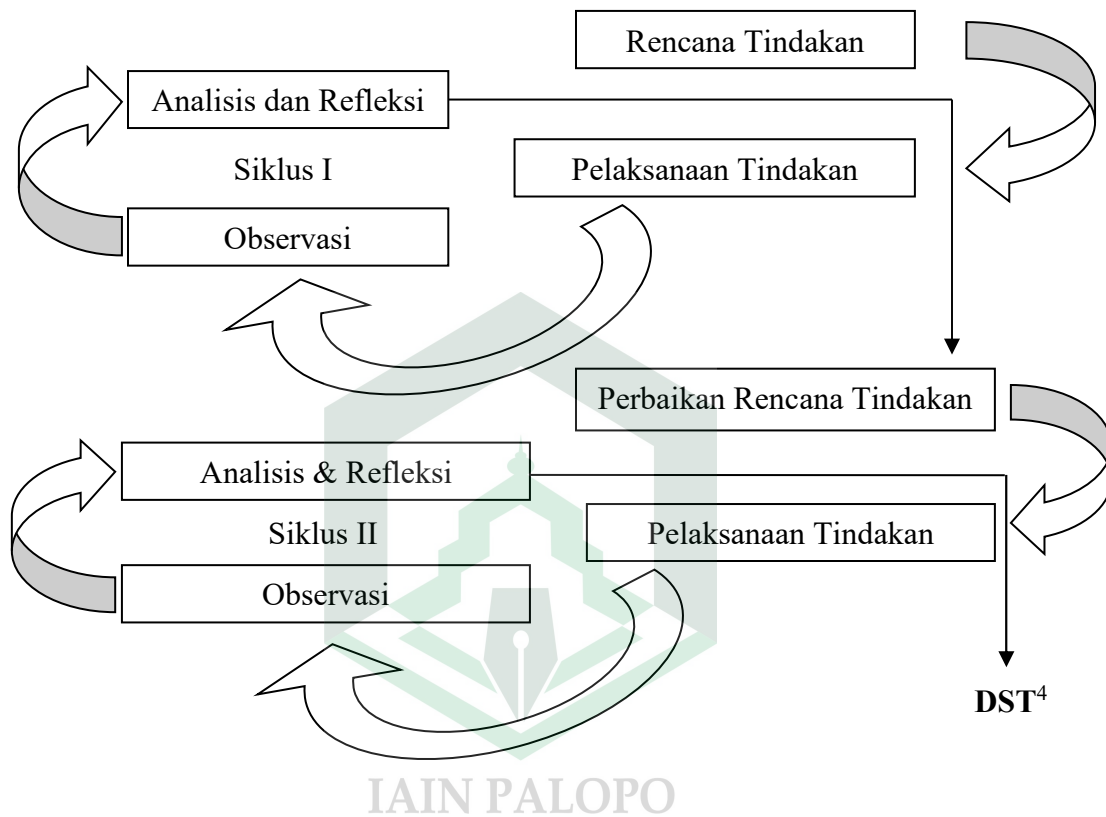 Rencana Tindakan
Analisis dan Refleksi
Siklus I
Pelaksanaan Tindakan
Observasi
Perbaikan Rencana Tindakan
Analisis & Refleksi
Siklus II
Pelaksanaan Tindakan
Observasi
DST⁴
IAIN PALOPO